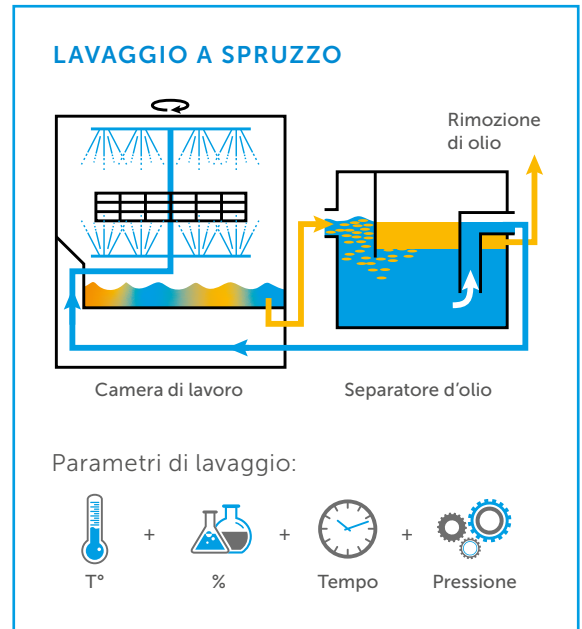 LAVAGGIO A SPRUZZO
Rimozione
di olio
Camera di lavoro
Separatore d'olio
Parametri di lavaggio:
+ + +
T° % Tempo Pressione